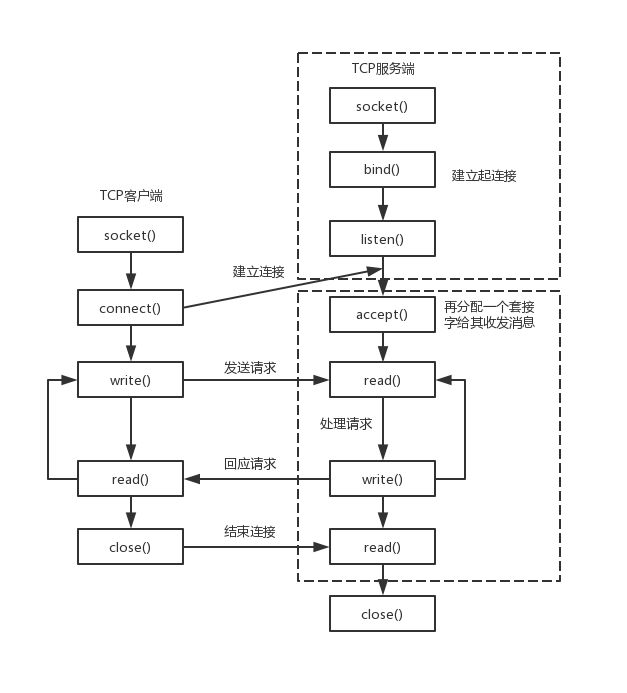 TCP服务端
socket()
bind()
建立起连接
TCP客户端
socket()
listen()
建立连接
connect()
accept()
再分配一个套接
字给其收发消息
write()
发送请求
read()
处理请求
read()
回应请求
write()
close()
结束连接
read()
close()